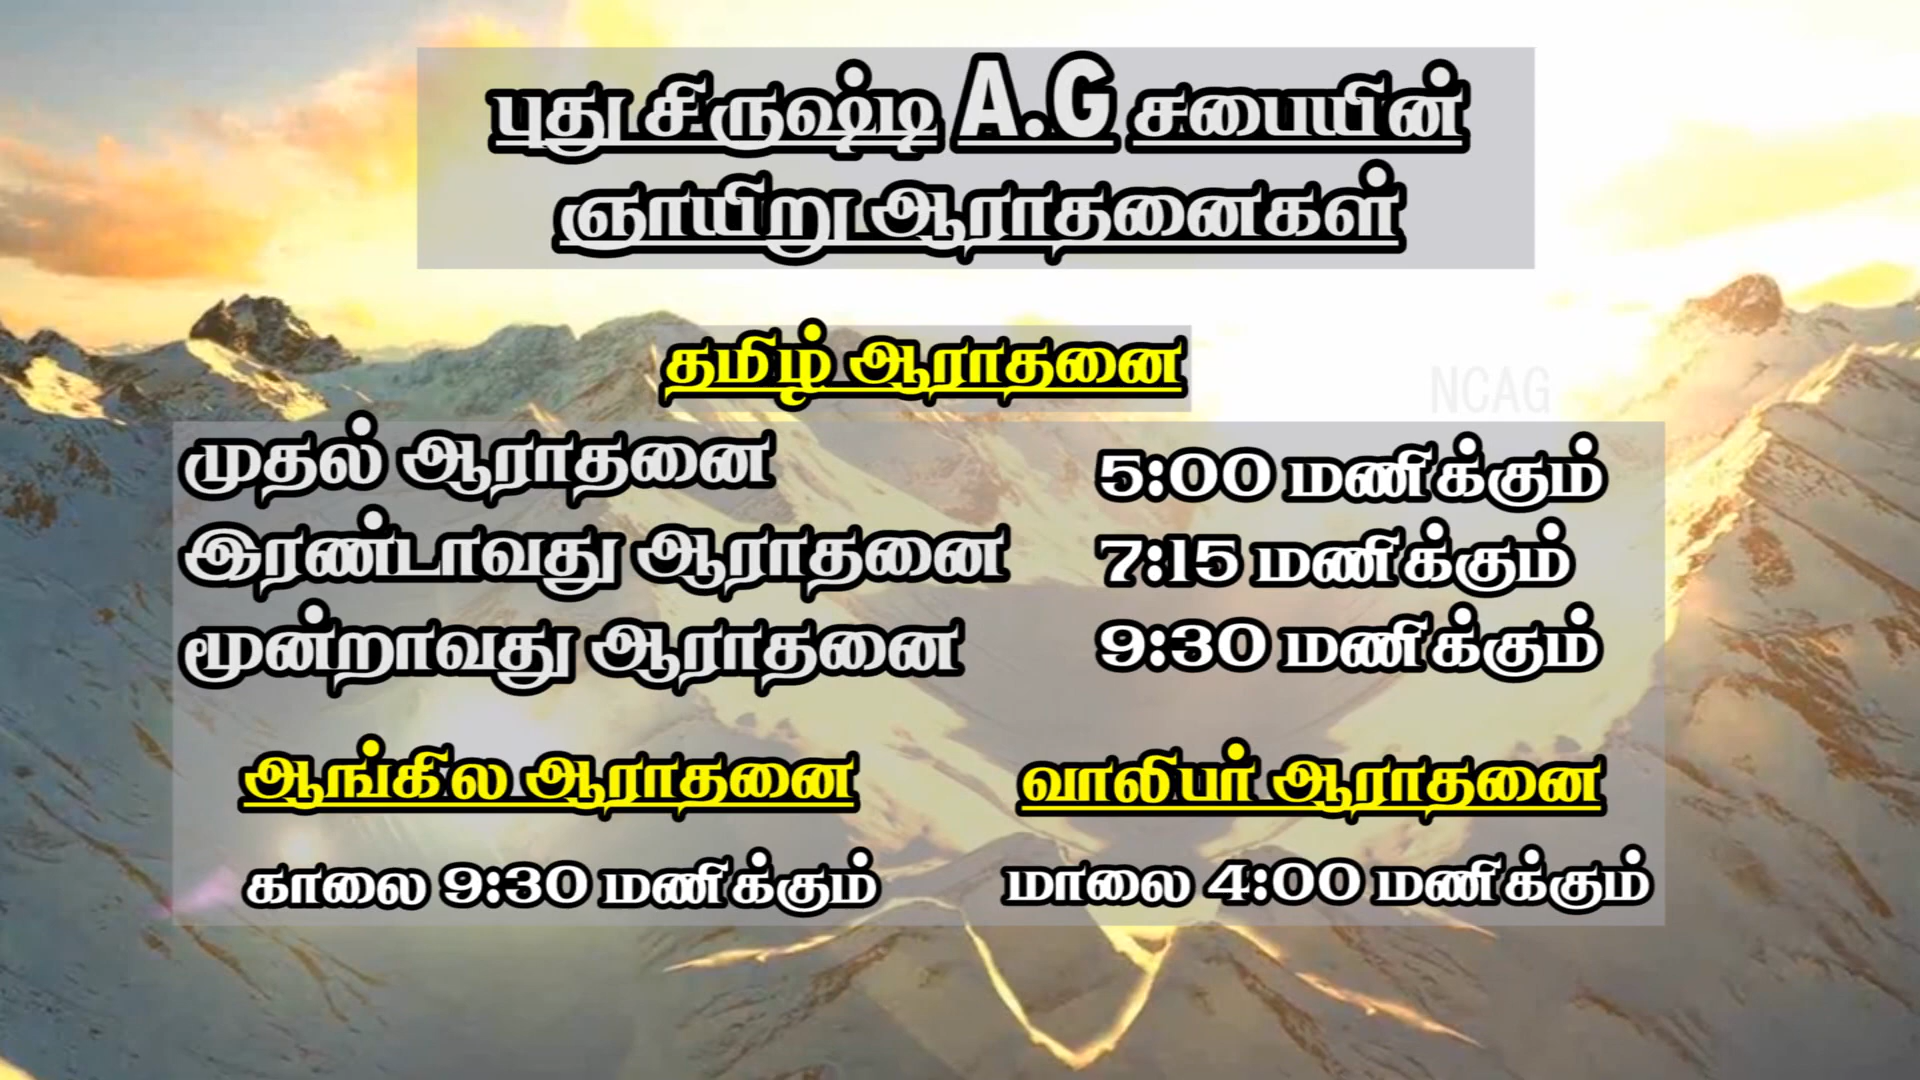 புது சிருஷ்டி A.G சபையின்
ஞாயிறு ஆராதனைகள்
தமிழ் ஆராதனை
NCAG
முதல் ஆராதனை 5:00 மணிக்கும்
இரண்டாவது ஆராதனை 7:15 மணிக்கும்
மூன்றாவது ஆராதனை 9:30 மணிக்கும்
ஆங்கில ஆராதனை
காலை 9:30 மணிக்கும்
வாலிபர் ஆராதனை
மாலை 4:00 மணிக்கும்